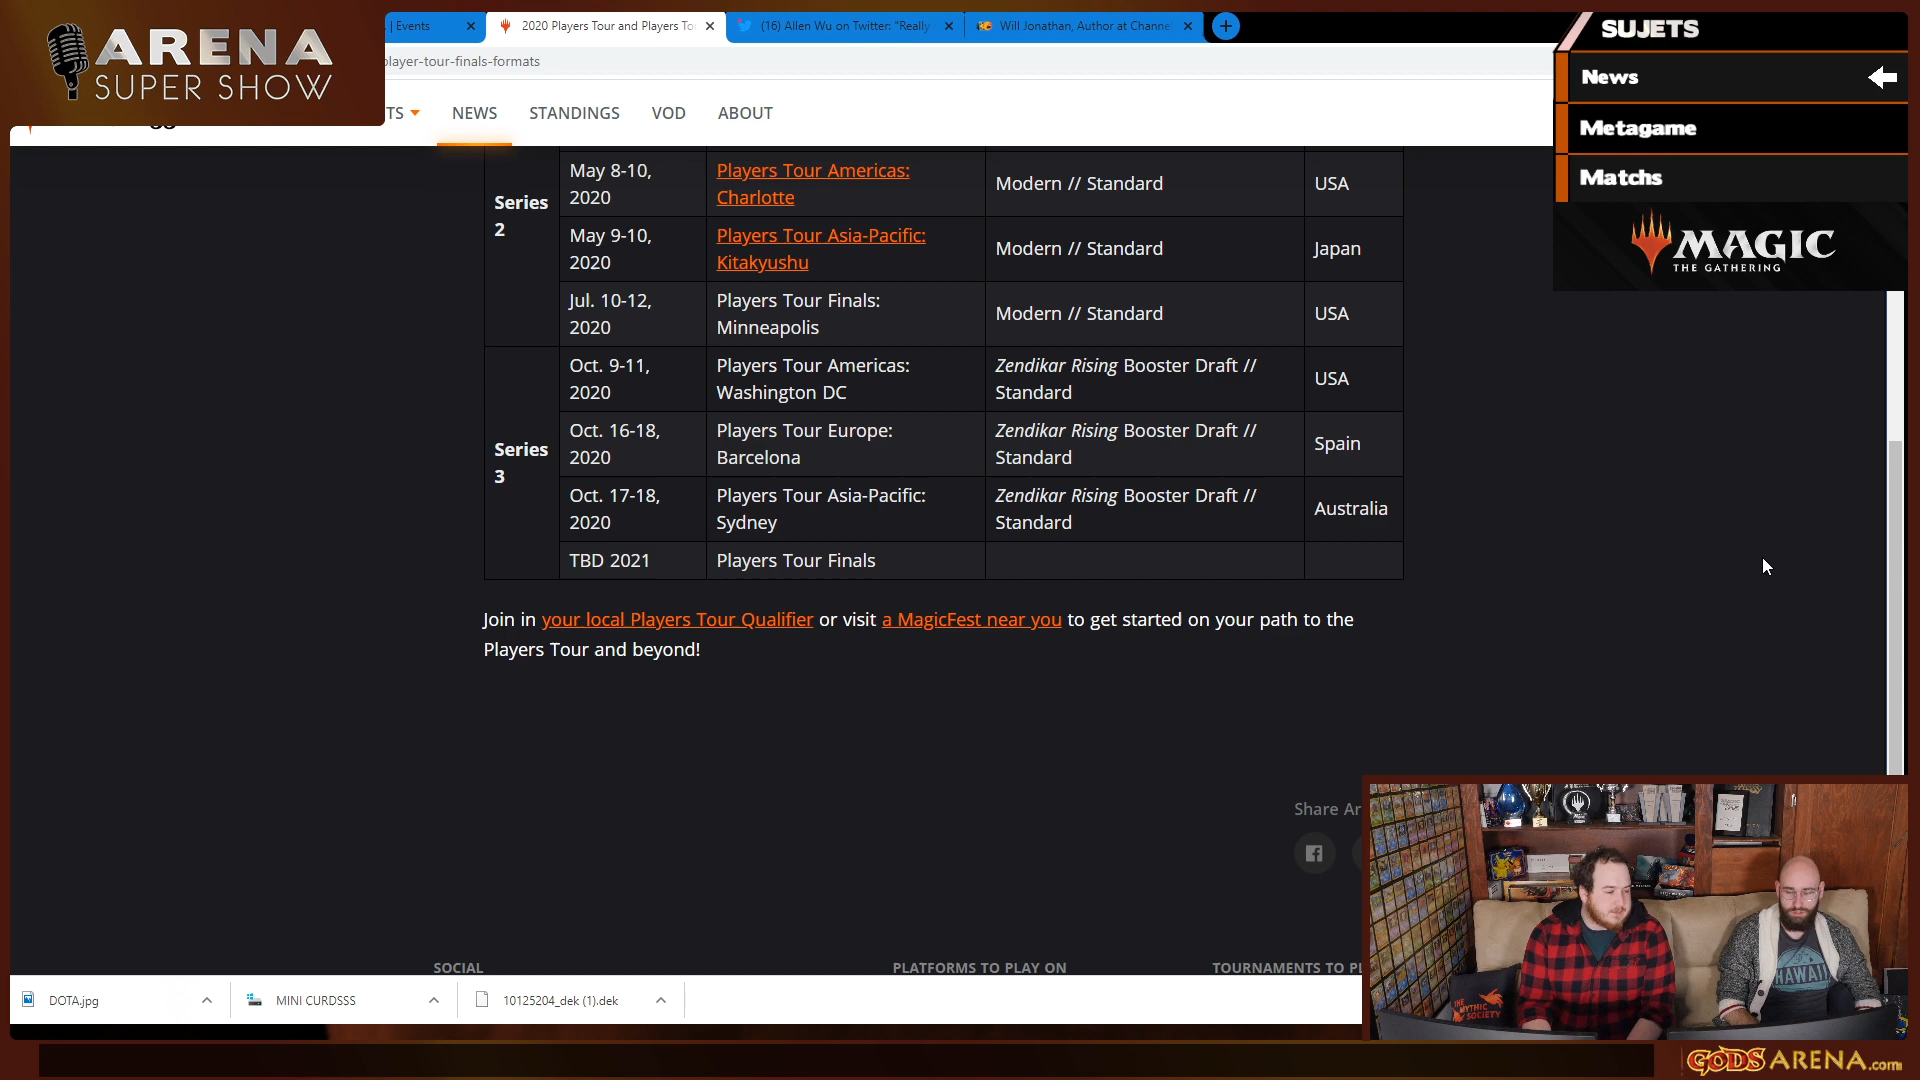 ARENA
SUPER SHOW
| Events
2020 Players Tour and Players To
(16) Allen Wu on Twitter: "Really
Will Jonathan, Author at Channe
layer-tour-finals-formats
TS
NEWS
STANDINGS
VOD
ABOUT
SUJETS
News
Metagame
Matchs
MAGIC
THE GATHERING
Series
2
May 8-10,
2020
Players Tour Americas:
Charlotte
Modern // Standard
USA
May 9-10,
2020
Players Tour Asia-Pacific:
Kitakyushu
Modern // Standard
Japan
Jul. 10-12,
2020
Players Tour Finals:
Minneapolis
Modern // Standard
USA
Series
3
Oct. 9-11,
2020
Players Tour Americas:
Washington DC
Zendikar Rising Booster Draft //
Standard
USA
Oct. 16-18,
2020
Players Tour Europe:
Barcelona
Zendikar Rising Booster Draft //
Standard
Spain
Oct. 17-18,
2020
Players Tour Asia-Pacific:
Sydney
Zendikar Rising Booster Draft //
Standard
Australia
TBD 2021
Players Tour Finals
Join in your local Players Tour Qualifier or visit a MagicFest near you to get started on your path to the
Players Tour and beyond!
Share Ar
SOCIAL
PLATFORMS TO PLAY ON
TOURNAMENTS TO PL
DOTA.jpg
MINI CURDSSS
10125204_dek (1).dek
THE
MYTHIC
SOCIETY
HAWAII
GODSARENA.com